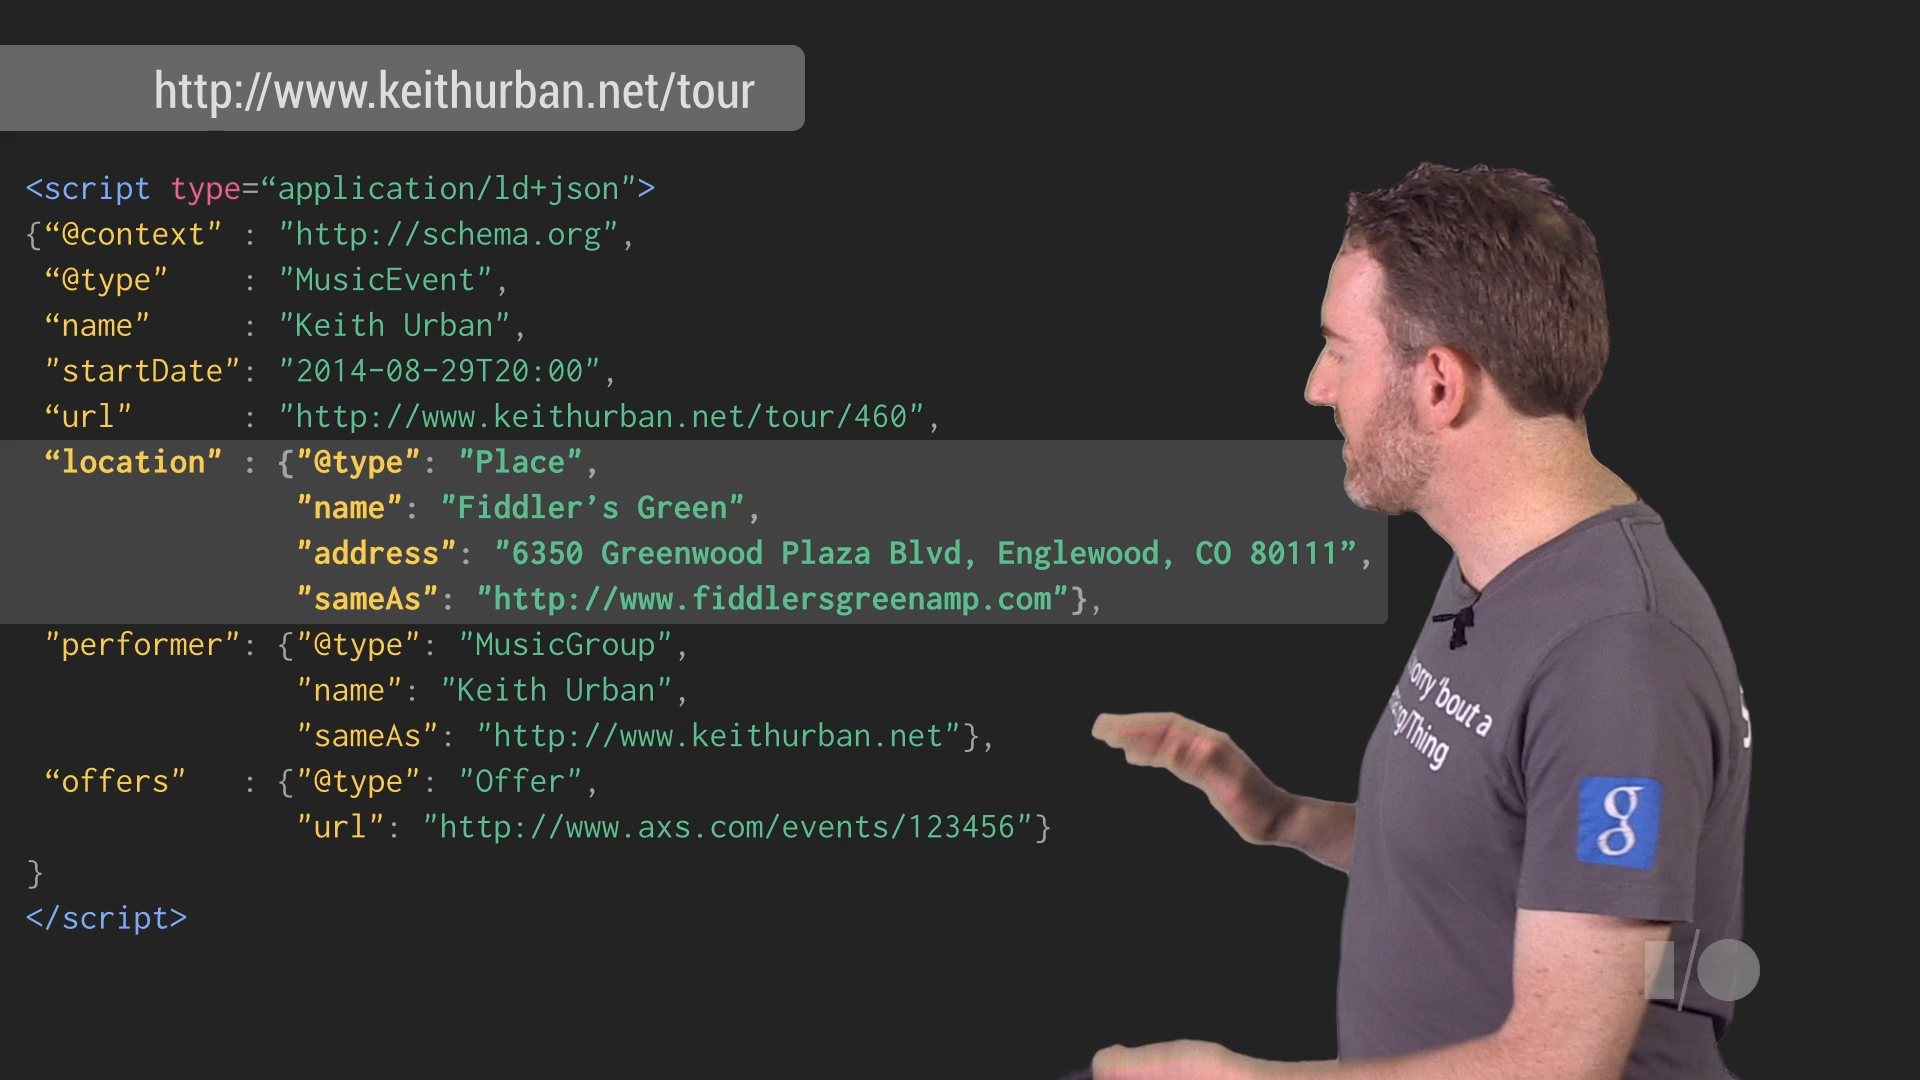 http://www.keithurban.net/tour
<script type=“application/ld+json">
{“@context" : "http://schema.org",
“@type" : "MusicEvent",
“name" : "Keith Urban",
"startDate": "2014-08-29T20:00",
“url" : "http://www.keithurban.net/tour/460",
“location" : {"@type": "Place",
"name": "Fiddler’s Green",
"address": "6350 Greenwood Plaza Blvd, Englewood, CO 80111”,
"sameAs": "http://www.fiddlersgreenamp.com"},
"performer": {"@type": "MusicGroup",
"name": "Keith Urban",
"sameAs": "http://www.keithurban.net"},
“offers" : {"@type": "Offer",
"url": "http://www.axs.com/events/123456"}
}
</script>
'bout a
/Thing
g
I/O